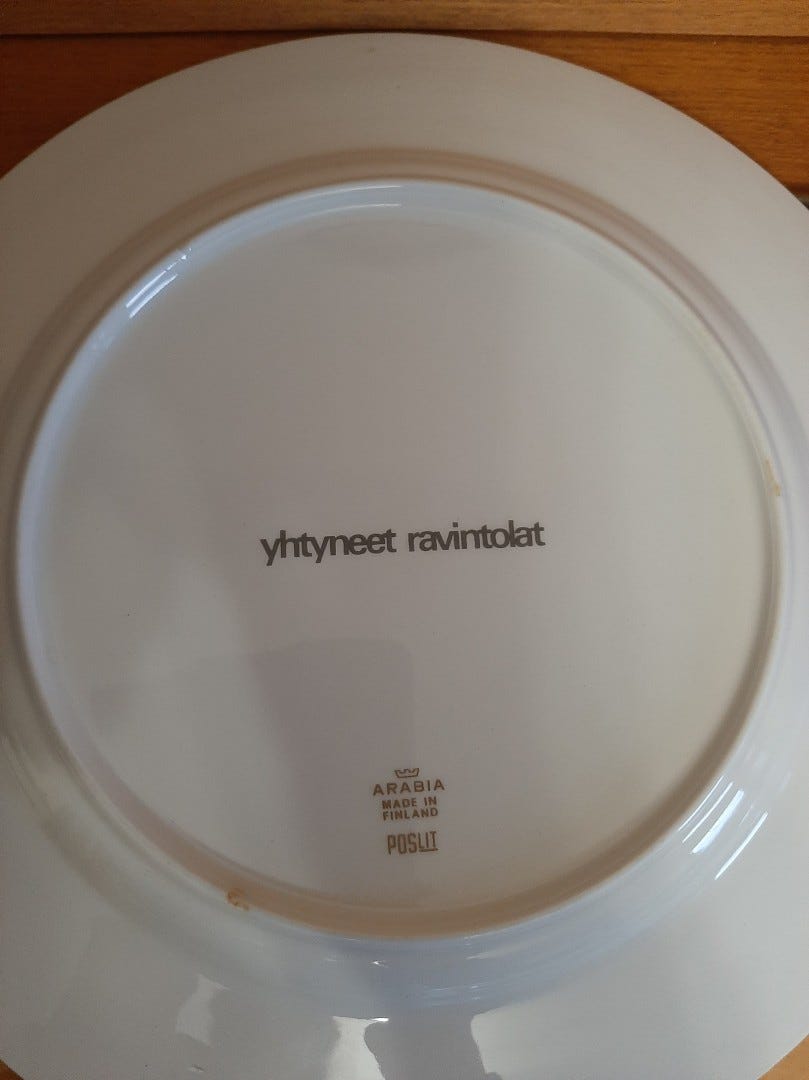 yhtyneet ravintolat
ARABIA
MADE IN
FINLAND
POSLIT